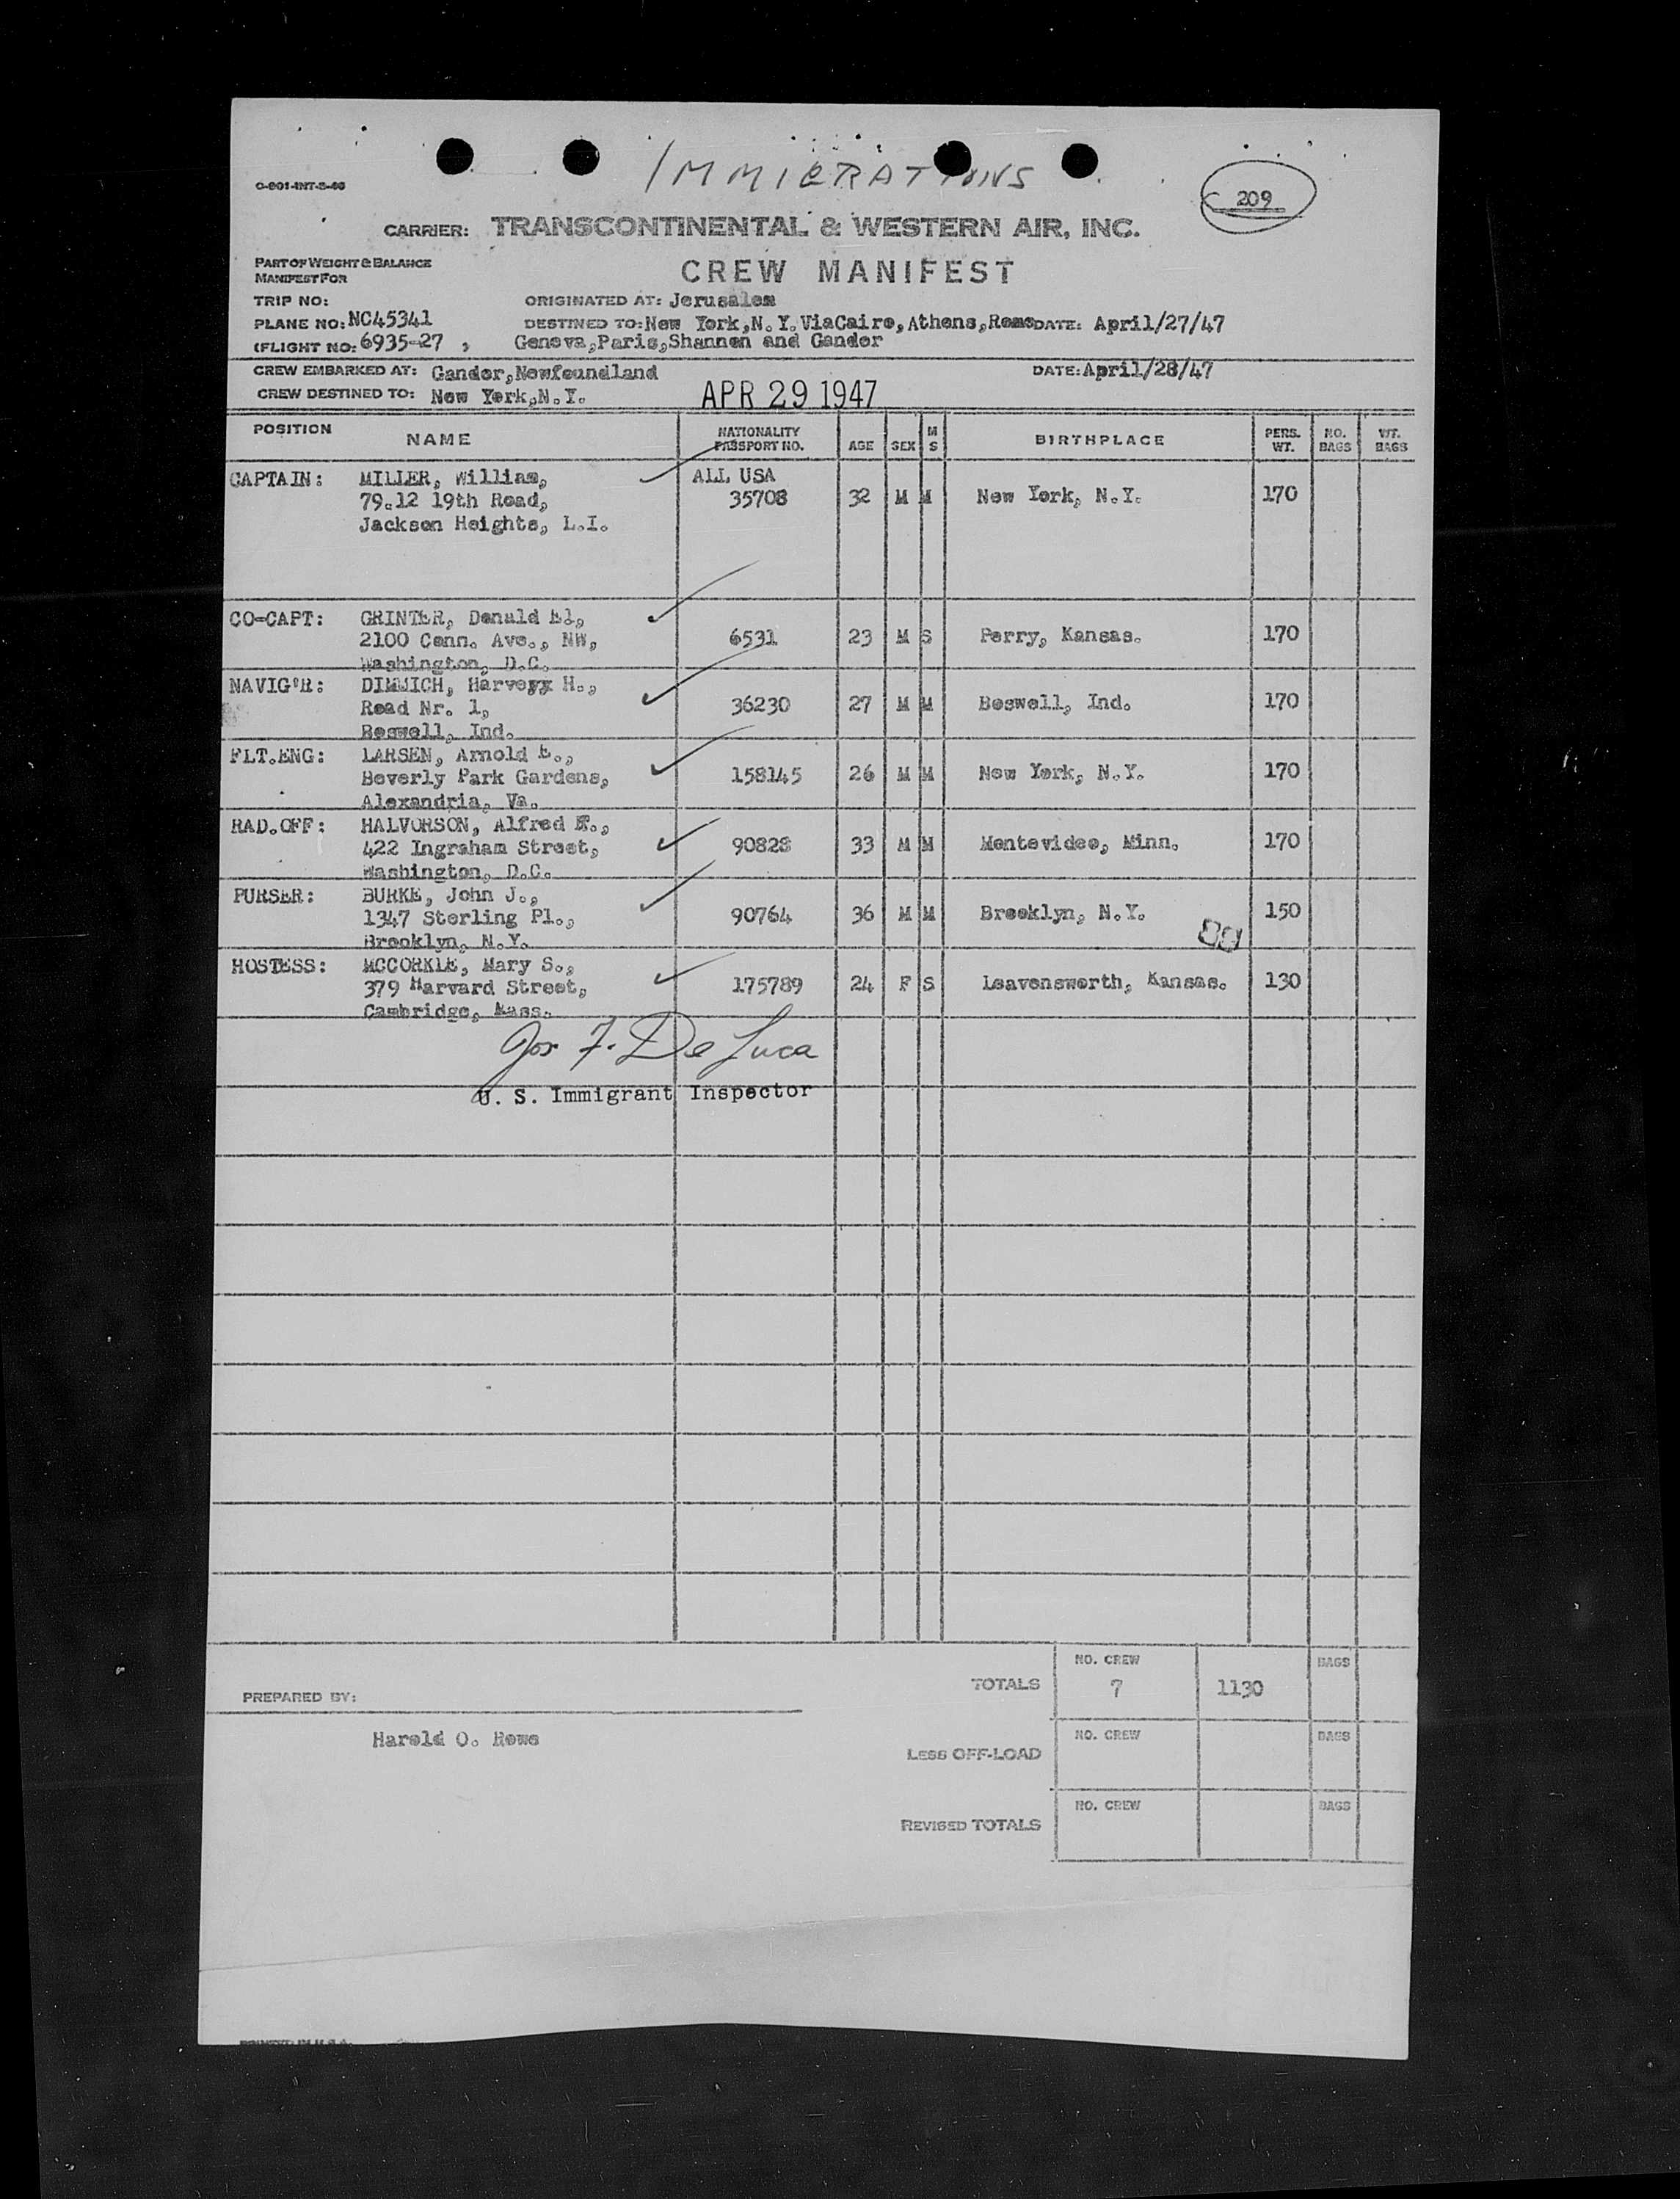 IMMIGRATIONS
C-801-INT-3-46
209
CARRIER: TRANSCONTINENTAL & WESTERN AIR, INC.
PART OF WEIGHT & BALANCE
MANIFEST FOR
CREW MANIFEST
TRIP NO:
ORIGINATED AT: Jerusalem
PLANE NO: NC45341
DESTINED TO: New York,N.Y. ViaCairo,Athens,Rome DATE: April/27/47
(FLIGHT NO: 6935-27 , Geneva,Paris,Shannon and Gander
CREW EMBARKED AT: Gander,Newfoundland DATE: April/28/47
CREW DESTINED TO: New York,N.Y. APR 29 1947
POSITION NAME NATIONALITY PASSPORT NO. AGE SEX M S BIRTHPLACE PERS. WT. NO. BAGS WT. BAGS
CAPTAIN: MILLER, William, ALL USA
79.12 19th Road, 35708 32 M M New York, N.Y. 170
Jackson Heights, L.I.
CO-CAPT: GRINTER, Donald
2100 Conn. Ave., NW, 6531 23 M S Perry, Kansas. 170
Washington, D.C.
NAVIG'R: DIMMICH, Harvey H.,
Road Nr. 1, 36230 27 M M Boswell, Ind. 170
Boswell, Ind.
FLT.ENG: LARSEN, Arnold E.,
Beverly Park Gardens, 158145 26 M M New York, N.Y. 170
Alexandria, Va.
RAD.OFF: HALVORSON, Alfred
422 Ingraham Street, 90828 33 M M Montevideo, Minn. 170
Washington, D.C.
PURSER: BURKE, John J.,
1347 Sterling Pl., 90764 36 M M Brooklyn, N.Y. 150
Brooklyn, N.Y.
HOSTESS: MCCORKLE, Mary S.,
379 Harvard Street, 175789 24 F S Leavensworth, Kansas. 130
Cambridge, Mass.
Jos F. De Luca
U. S. Immigrant Inspector
NO. CREW BAGS
TOTALS 7 1130
PREPARED BY:
Harold O. Rowe
NO. CREW BAGS
LESS OFF-LOAD
NO. CREW BAGS
REVISED TOTALS
PRINTED IN U.S.A.